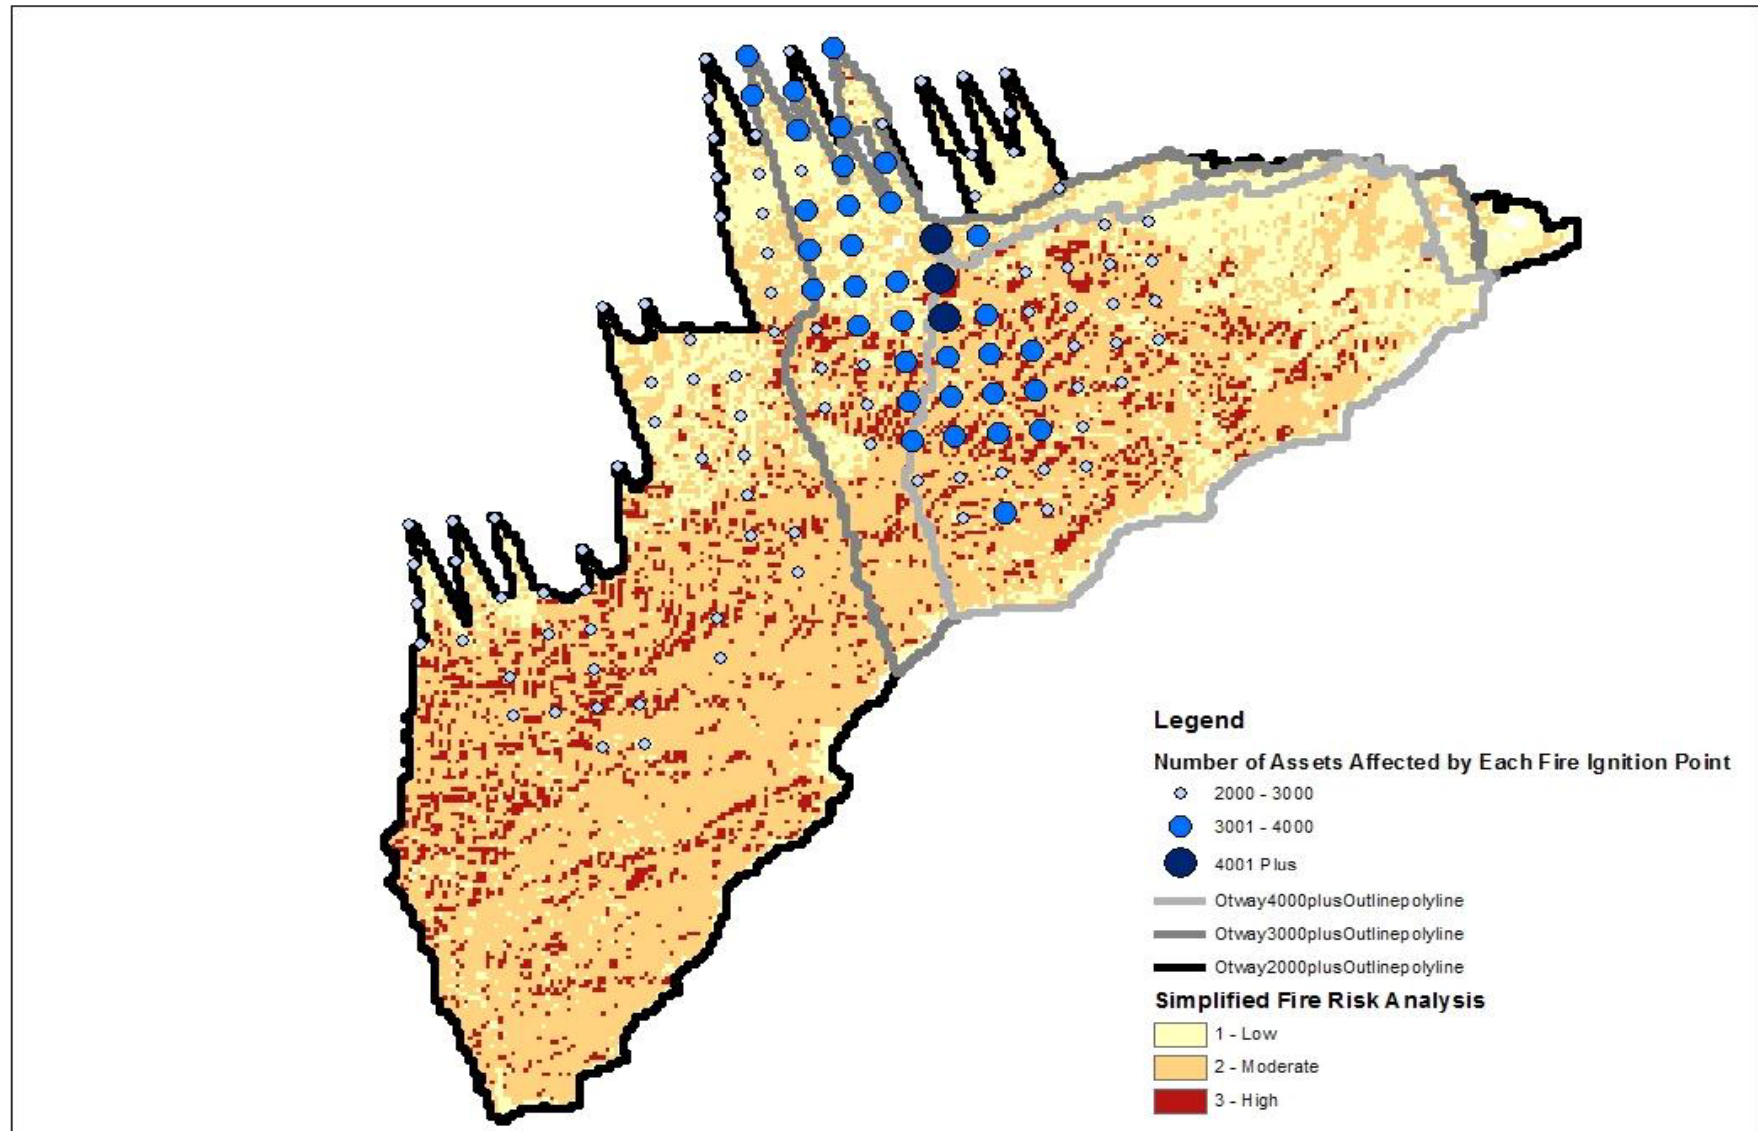 Legend
Number of Assets Affected by Each Fire Ignition Point
2000 - 3000
3001 - 4000
4001 Plus
Otway4000plusOutlinepolyline
Otway3000plusOutlinepolyline
Otway2000plusOutlinepolyline
Simplified Fire Risk Analysis
1 - Low
2 - Moderate
3 - High